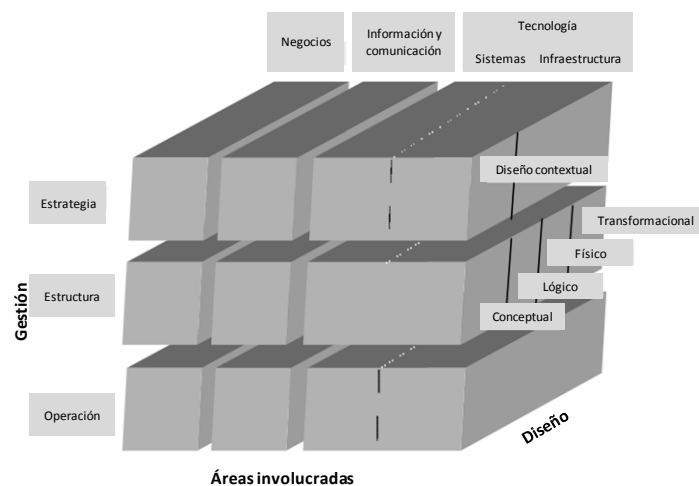 Negocios
Información y
comunicación
Tecnología
Sistemas Infraestructura
Estrategia
Diseño contextual
Transformacional
Físico
Lógico
Conceptual
Estructura
Gestión
Operación
Diseño
Áreas involucradas